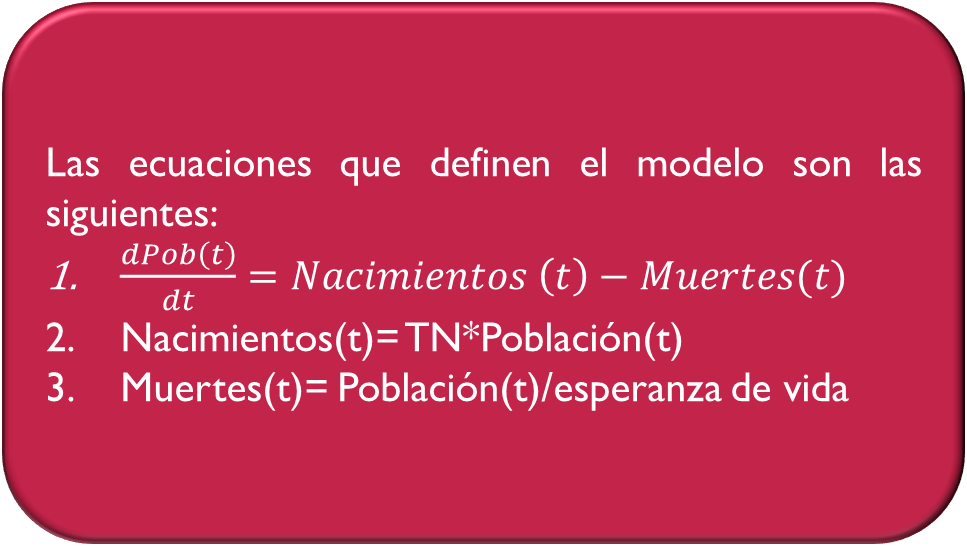 Las ecuaciones que definen el modelo son las
siguientes:
1. dPob(t)/dt = Nacimientos (t) − Muertes(t)
2. Nacimientos(t)= TN*Población(t)
3. Muertes(t)= Población(t)/esperanza de vida